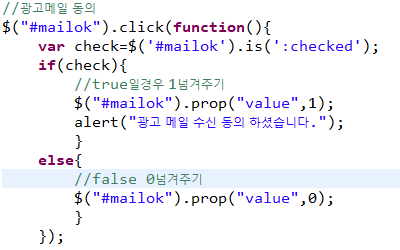 //광고메일 동의
$("#mailok").click(function(){
    var check=$('#mailok').is(':checked');
    if(check){
        //true일경우 1넘겨주기
        $("#mailok").prop("value",1);
        alert("광고 메일 수신 동의 하셨습니다.");
        }
    else{
        //false 0넘겨주기
        $("#mailok").prop("value",0);
        }
    });